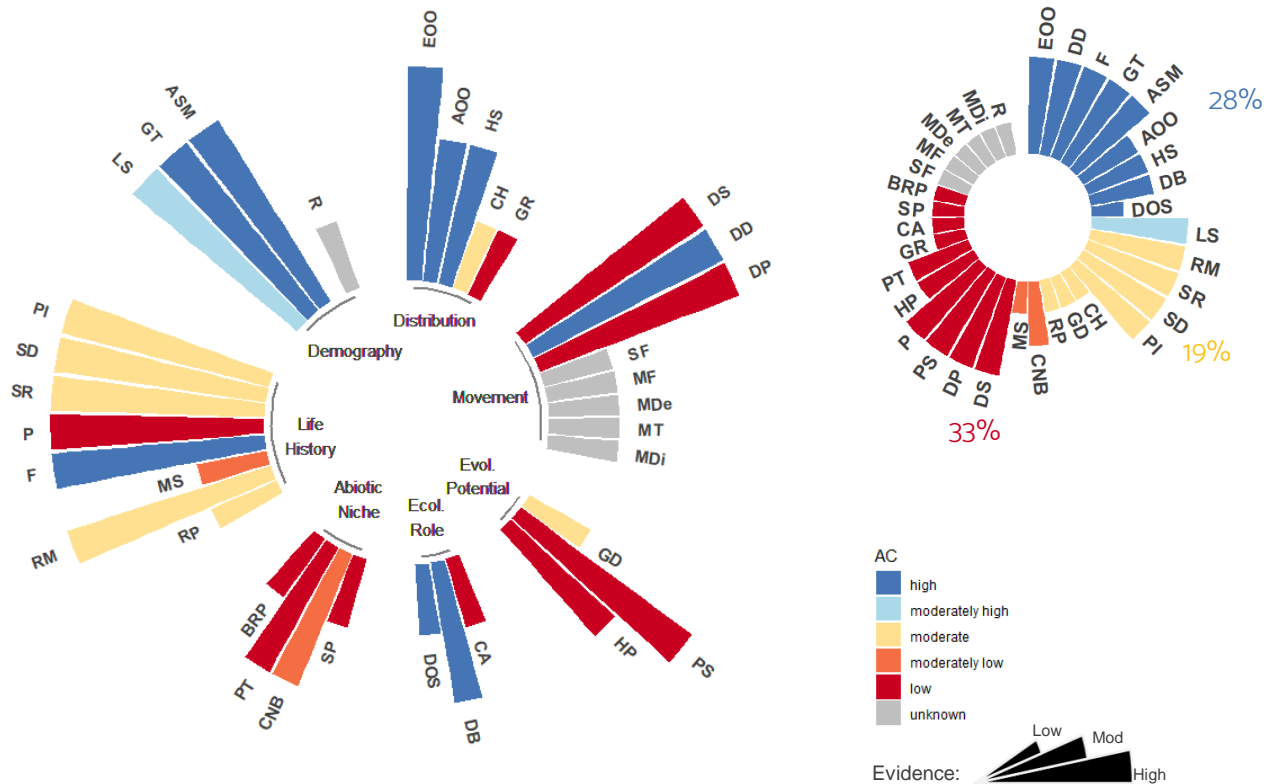 EOO
AOO
HS
CH
GR
Distribution
DS
DD
DP
SF
MF
MDe
MT
MDi
Movement
GD
PS
HP
Evol.
Potential
CA
DB
DOS
Ecol.
Role
SP
CNB
PT
BRP
Abiotic
Niche
RP
RM
MS
F
P
SR
SD
PI
Life
History
LS
GT
ASM
R
Demography
EOO
DD
F
GT
ASM
AOO
HS
DB
DOS
LS
RM
SR
SD
PI
CH
GD
RP
CNB
MS
DS
DP
PS
P
HP
PT
GR
CA
SP
BRP
SF
MF
MDe
MT
MDi
R
28%
19%
33%
AC
high
moderately high
moderate
moderately low
low
unknown
Evidence:
Low
Mod
High